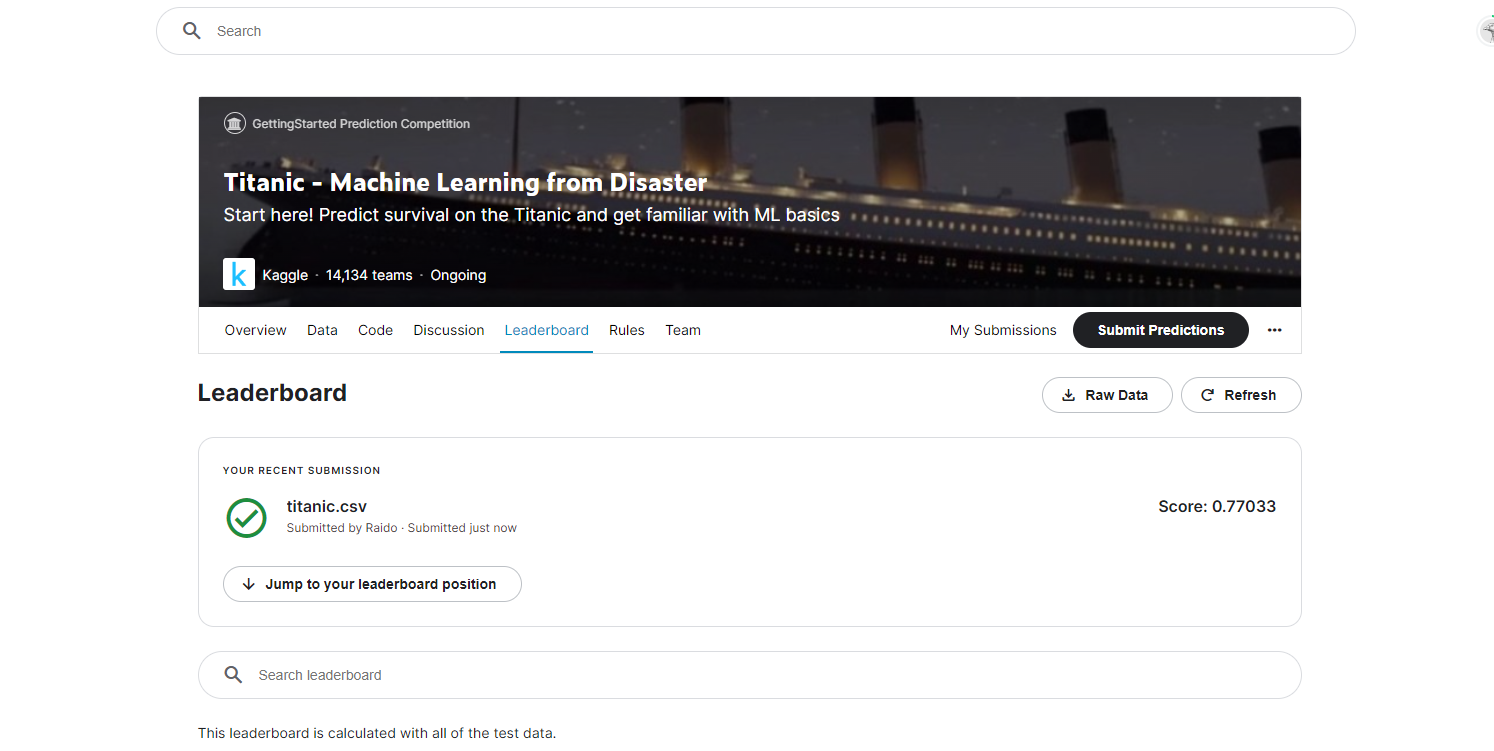 Search
GettingStarted Prediction Competition
Titanic - Machine Learning from Disaster
Start here! Predict survival on the Titanic and get familiar with ML basics
k Kaggle · 14,134 teams · Ongoing
Overview Data Code Discussion Leaderboard Rules Team My Submissions Submit Predictions ···
Leaderboard Raw Data Refresh
YOUR RECENT SUBMISSION
titanic.csv Score: 0.77033
Submitted by Raido · Submitted just now
Jump to your leaderboard position
Search leaderboard
This leaderboard is calculated with all of the test data.